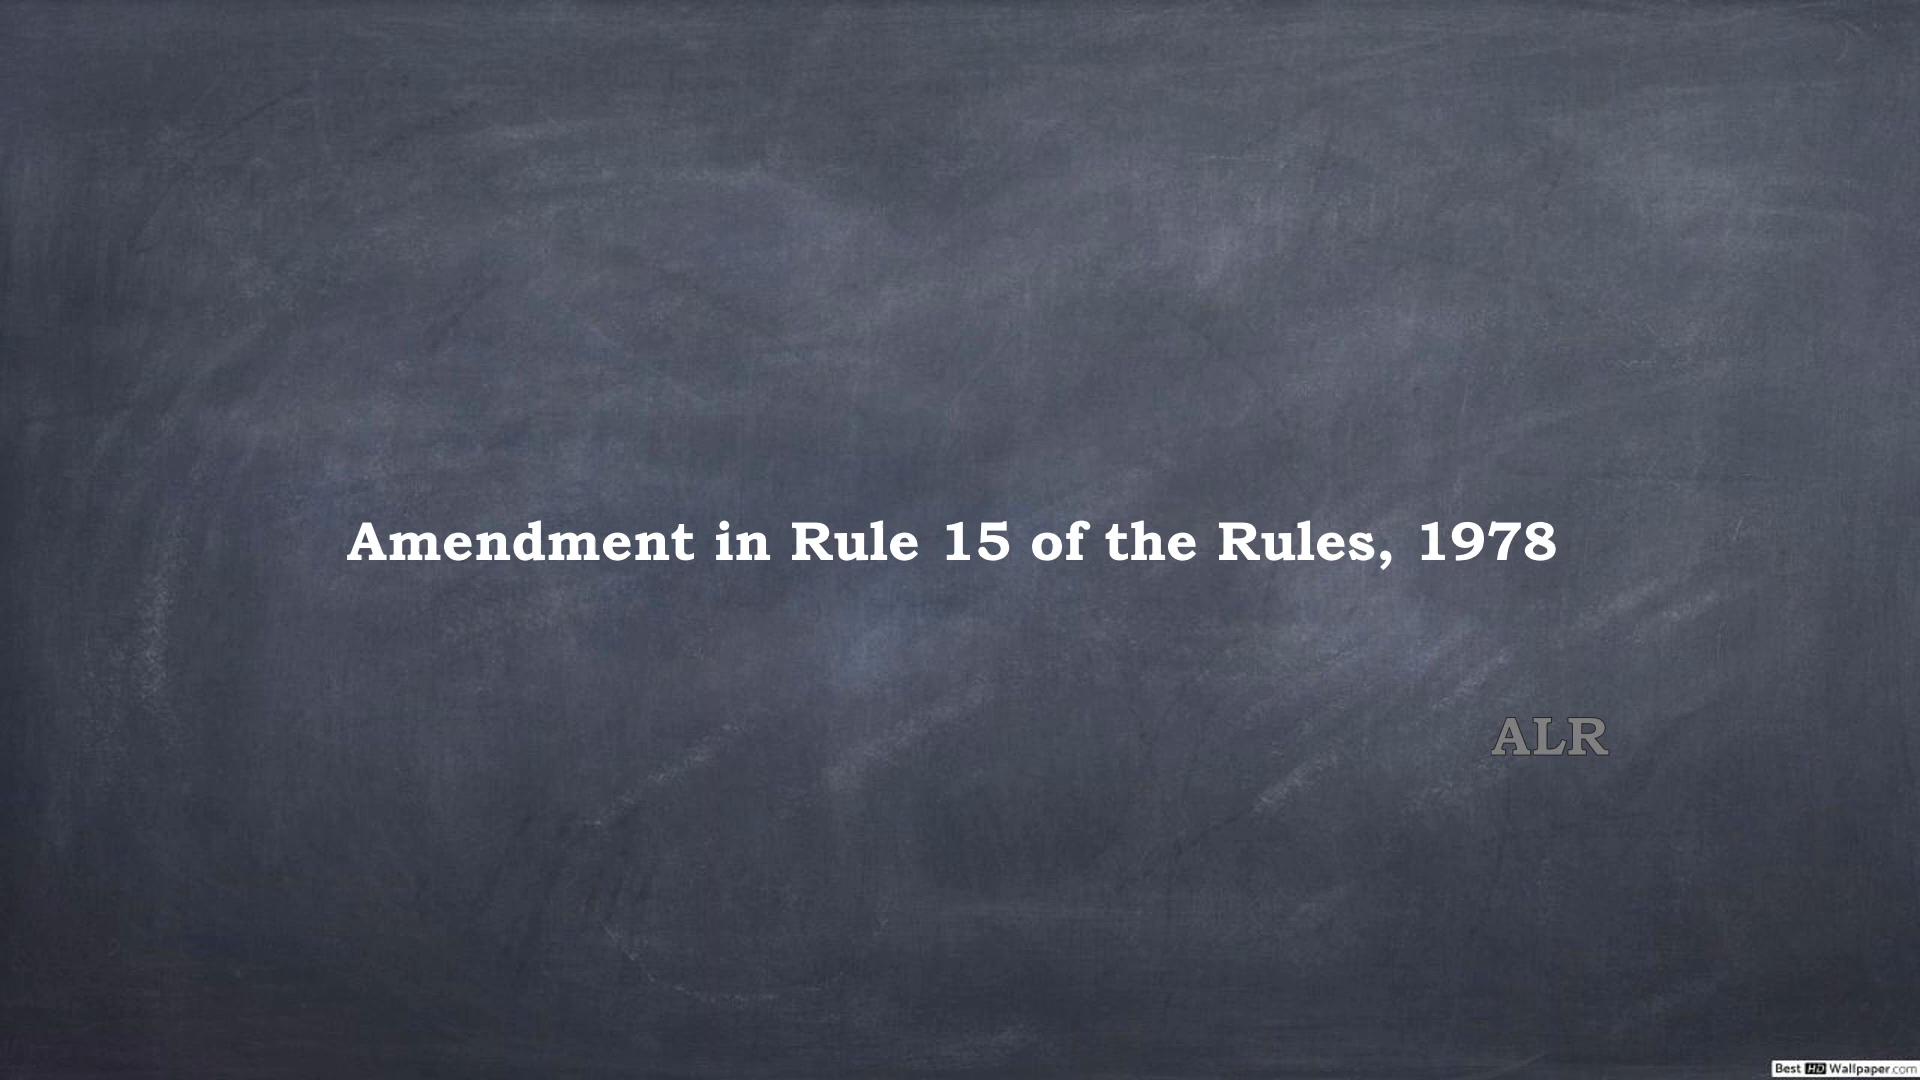 Amendment in Rule 15 of the Rules, 1978
ALR
Best HD Wallpaper.com